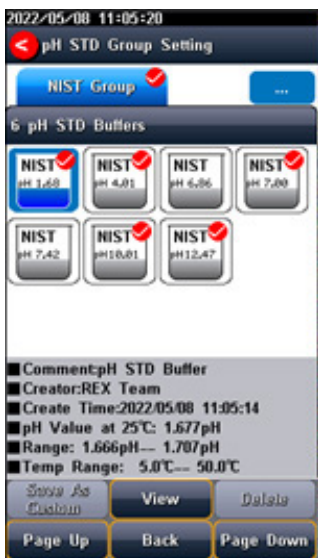 2022/05/08 11:05:20
pH STD Group Setting
NIST Group
...
6 pH STD Buffers
NIST NIST NIST NIST
pH 1.68 pH 4.01 pH 6.86 pH 7.00
NIST NIST NIST
pH 7.42 pH10.01 pH12.47
Comment:pH STD Buffer
Creator:REX Team
Create Time:2022/05/08 11:05:14
pH Value at 25℃: 1.677pH
Range: 1.666pH-- 1.707pH
Temp Range: 5.0℃-- 50.0℃
Save As Custom View Delete
Page Up Back Page Down